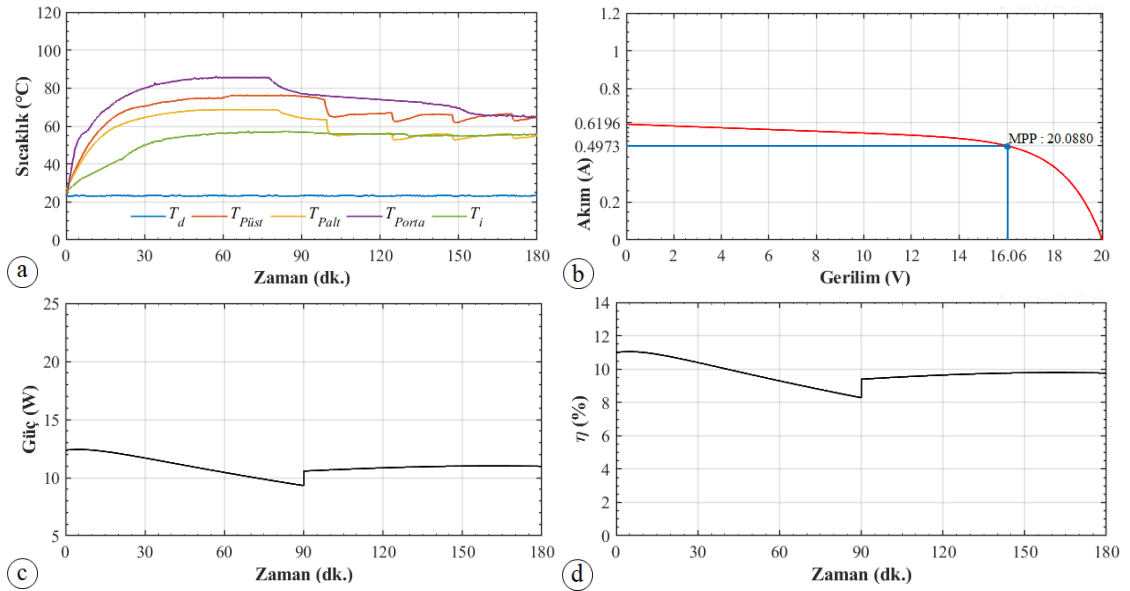 120
100
80
60
40
20
0
Sıcaklık (°C)
T_d T_Püst T_Palt T_Porta T_i
0 30 60 90 120 150 180
Zaman (dk.)
a
1.2
1
0.8
0.6196
0.4973
0.2
0
Akım (A)
MPP : 20.0880
0 2 4 6 8 10 12 14 16.06 18 20
Gerilim (V)
b
25
20
15
10
5
Güç (W)
0 30 60 90 120 150 180
Zaman (dk.)
c
14
12
10
8
6
4
2
0
η (%)
0 30 60 90 120 150 180
Zaman (dk.)
d